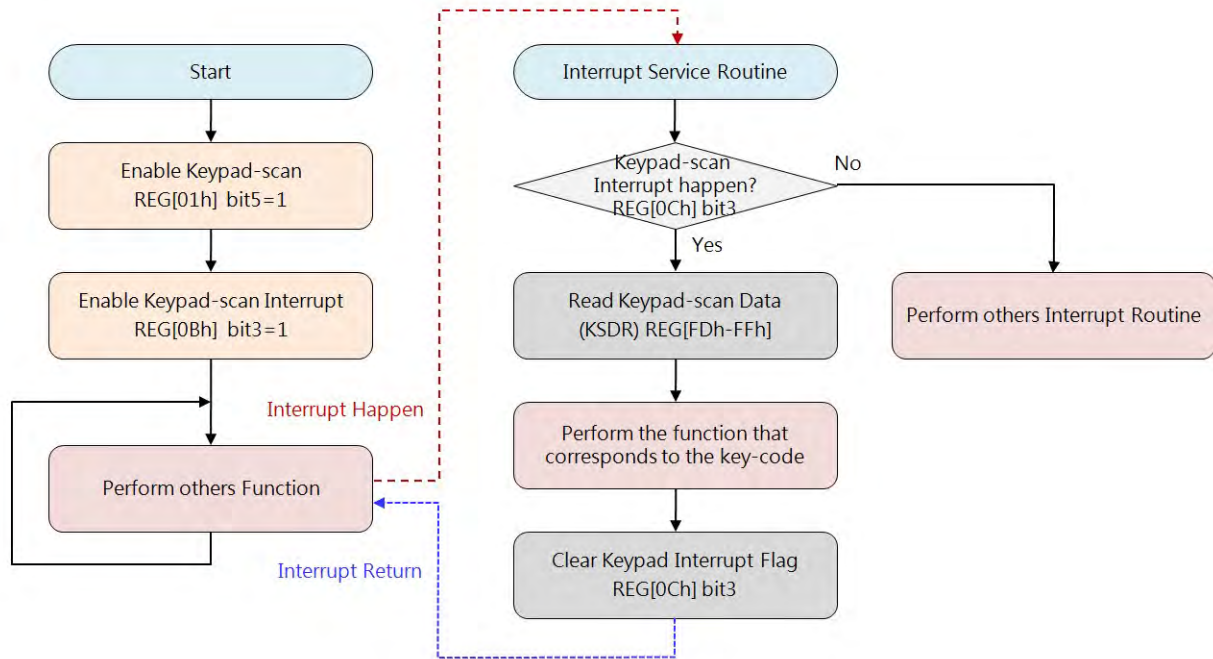 Start
Enable Keypad-scan
REG[01h] bit5=1
Enable Keypad-scan Interrupt
REG[0Bh] bit3=1
Interrupt Happen
Perform others Function
Interrupt Return
Interrupt Service Routine
Keypad-scan
Interrupt happen?
REG[0Ch] bit3
No
Yes
Read Keypad-scan Data
(KSDR) REG[FDh-FFh]
Perform others Interrupt Routine
Perform the function that
corresponds to the key-code
Clear Keypad Interrupt Flag
REG[0Ch] bit3